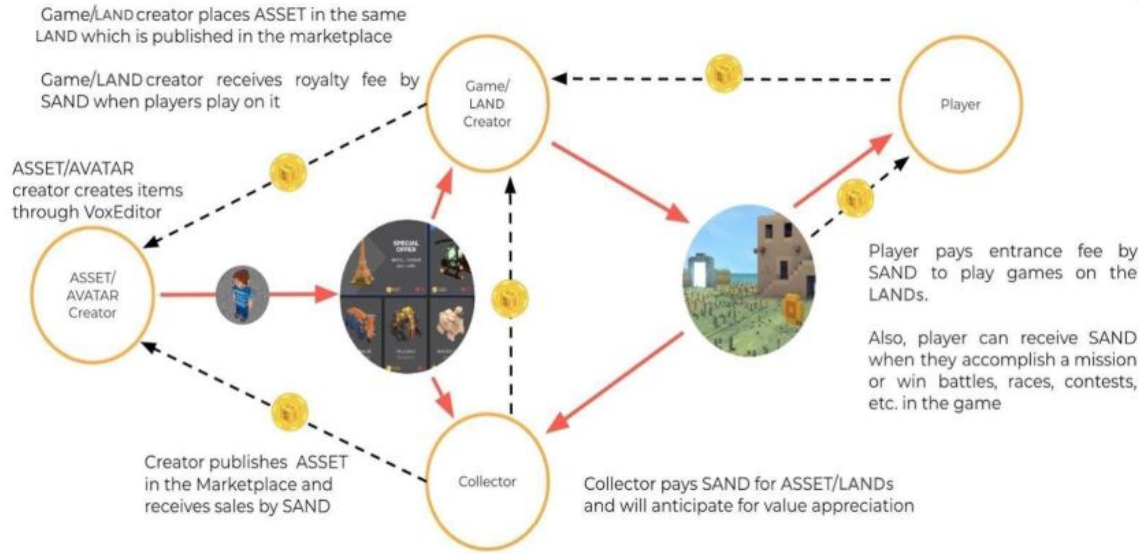 Game/LAND creator places ASSET in the same
LAND which is published in the marketplace
Game/LAND creator receives royalty fee by
SAND when players play on it
Game/
LAND
Creator
Player
ASSET/AVATAR
creator creates items
through VoxEditor
ASSET/
AVATAR
Creator
SPECIAL
OFFER
Player pays entrance fee by
SAND to play games on the
LANDs.
Also, player can receive SAND
when they accomplish a mission
or win battles, races, contests,
etc. in the game
Creator publishes ASSET
in the Marketplace and
receives sales by SAND
Collector
Collector pays SAND for ASSET/LANDs
and will anticipate for value appreciation